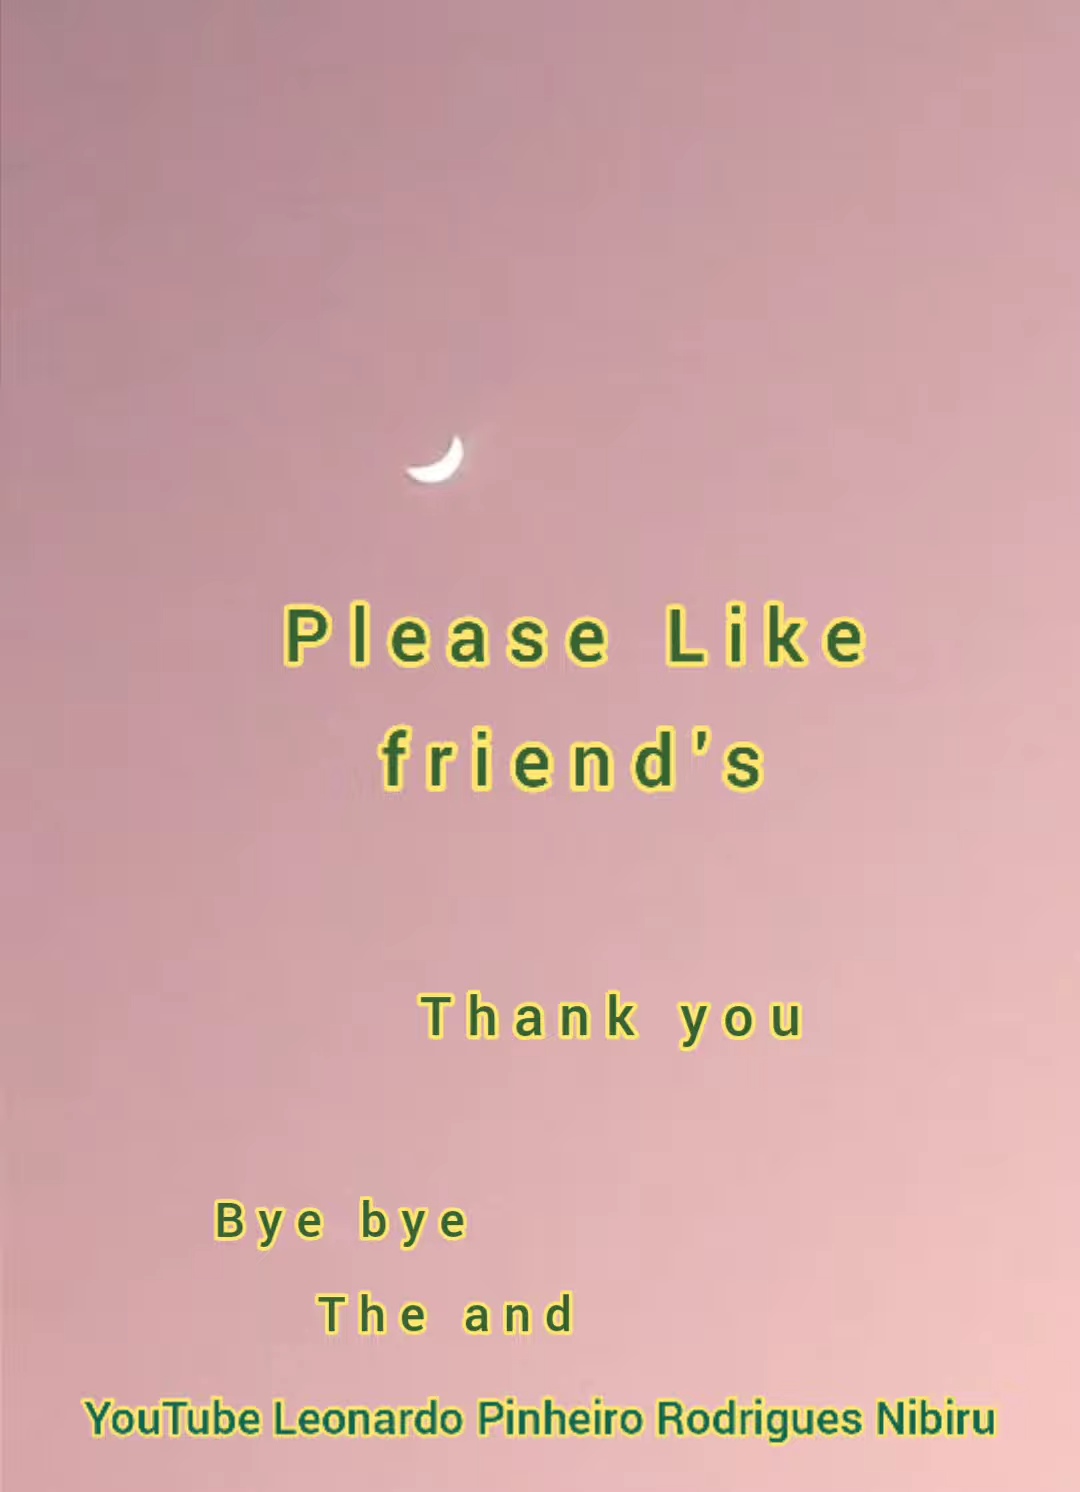 Please Like
friend's
Thank you
Bye bye
The and
YouTube Leonardo Pinheiro Rodrigues Nibiru